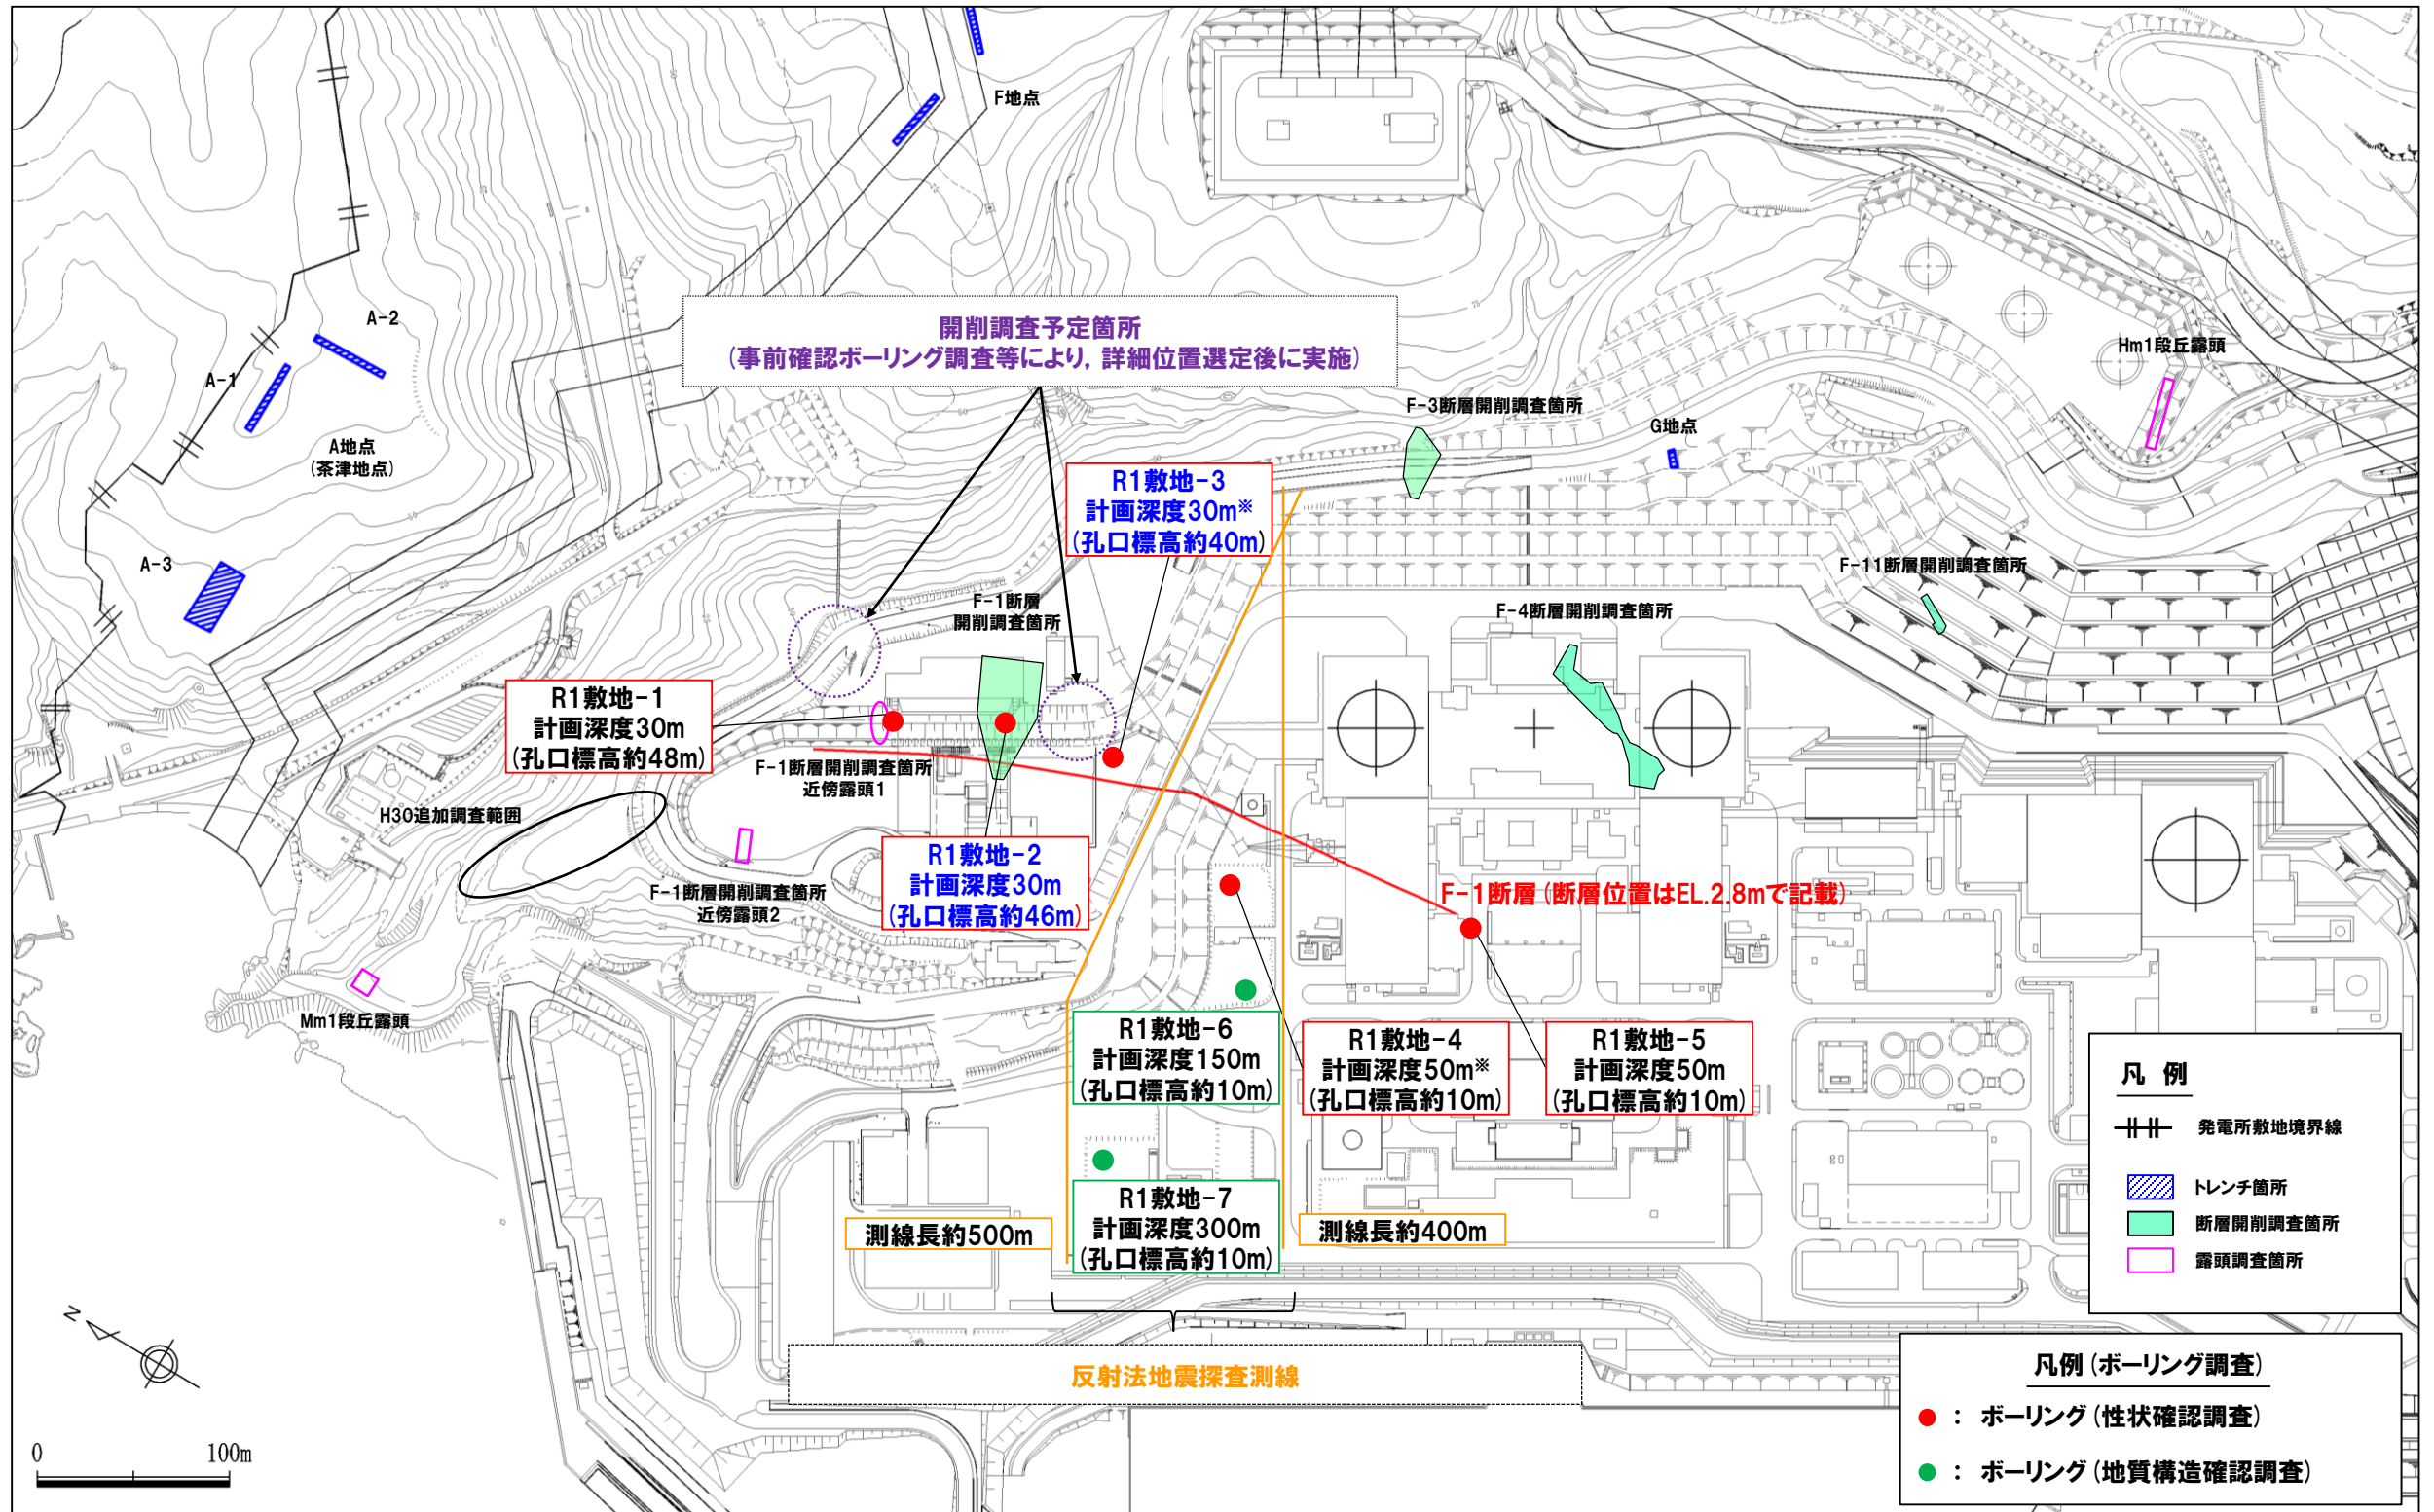 F地点
A-2
A-1
A地点
(茶津地点)
A-3
開削調査予定箇所
(事前確認ボーリング調査等により，詳細位置選定後に実施)
Hm1段丘露頭
F-3断層開削調査箇所
G地点
R1敷地-3
計画深度30m※
(孔口標高約40m)
F-11断層開削調査箇所
F-1断層
開削調査箇所
F-4断層開削調査箇所
R1敷地-1
計画深度30m
(孔口標高約48m)
F-1断層開削調査箇所
近傍露頭1
H30追加調査範囲
R1敷地-2
計画深度30m
(孔口標高約46m)
F-1断層開削調査箇所
近傍露頭2
F-1断層（断層位置はEL.2.8mで記載）
Mm1段丘露頭
R1敷地-6
計画深度150m
(孔口標高約10m)
R1敷地-4
計画深度50m※
(孔口標高約10m)
R1敷地-5
計画深度50m
(孔口標高約10m)
R1敷地-7
計画深度300m
(孔口標高約10m)
測線長約500m
測線長約400m
反射法地震探査測線
凡 例
発電所敷地境界線
トレンチ箇所
断層開削調査箇所
露頭調査箇所
凡例（ボーリング調査）
： ボーリング（性状確認調査）
： ボーリング（地質構造確認調査）
N
0 100m